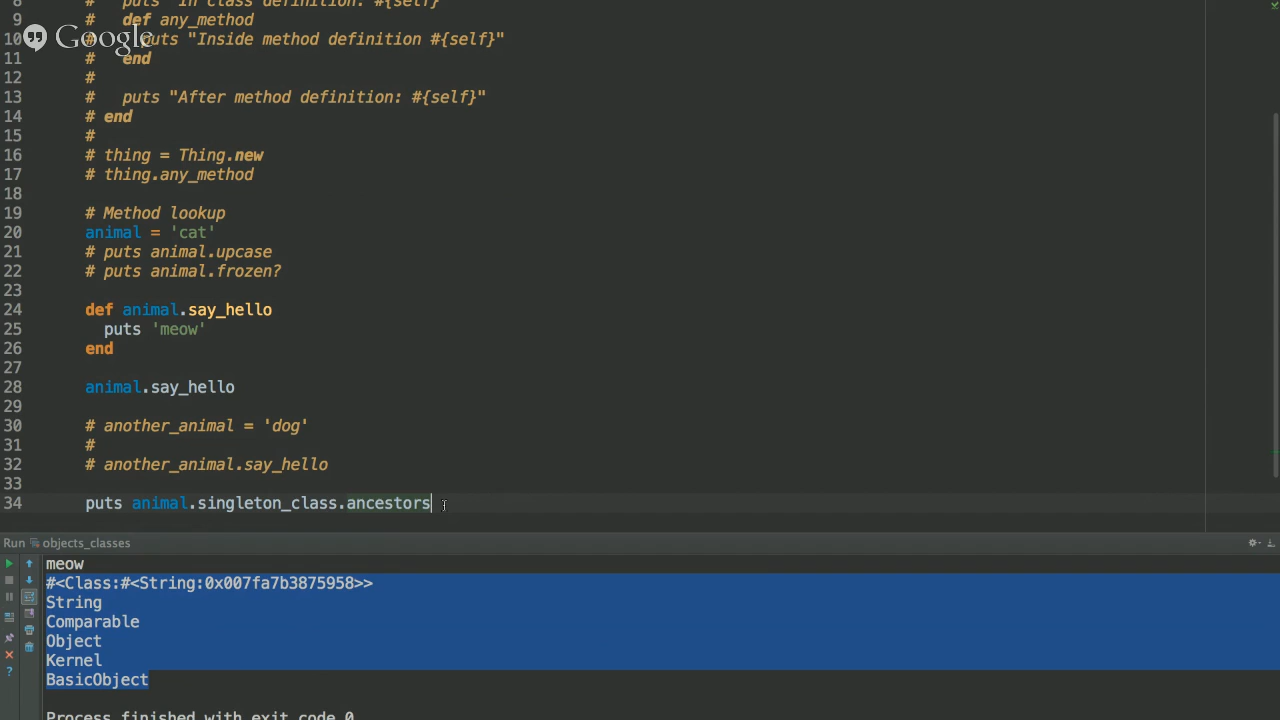 8 # puts "In class definition: #{self}"
9 # def any_method
Google
10 # puts "Inside method definition #{self}"
11 # end
12 #
13 # puts "After method definition: #{self}"
14 # end
15 #
16 # thing = Thing.new
17 # thing.any_method
18
19 # Method lookup
20 animal = 'cat'
21 # puts animal.upcase
22 # puts animal.frozen?
23
24 def animal.say_hello
25 puts 'meow'
26 end
27
28 animal.say_hello
29
30 # another_animal = 'dog'
31 #
32 # another_animal.say_hello
33
34 puts animal.singleton_class.ancestors
Run objects_classes
meow
#<Class:#<String:0x007fa7b3875958>>
String
Comparable
Object
Kernel
BasicObject
Process finished with exit code 0